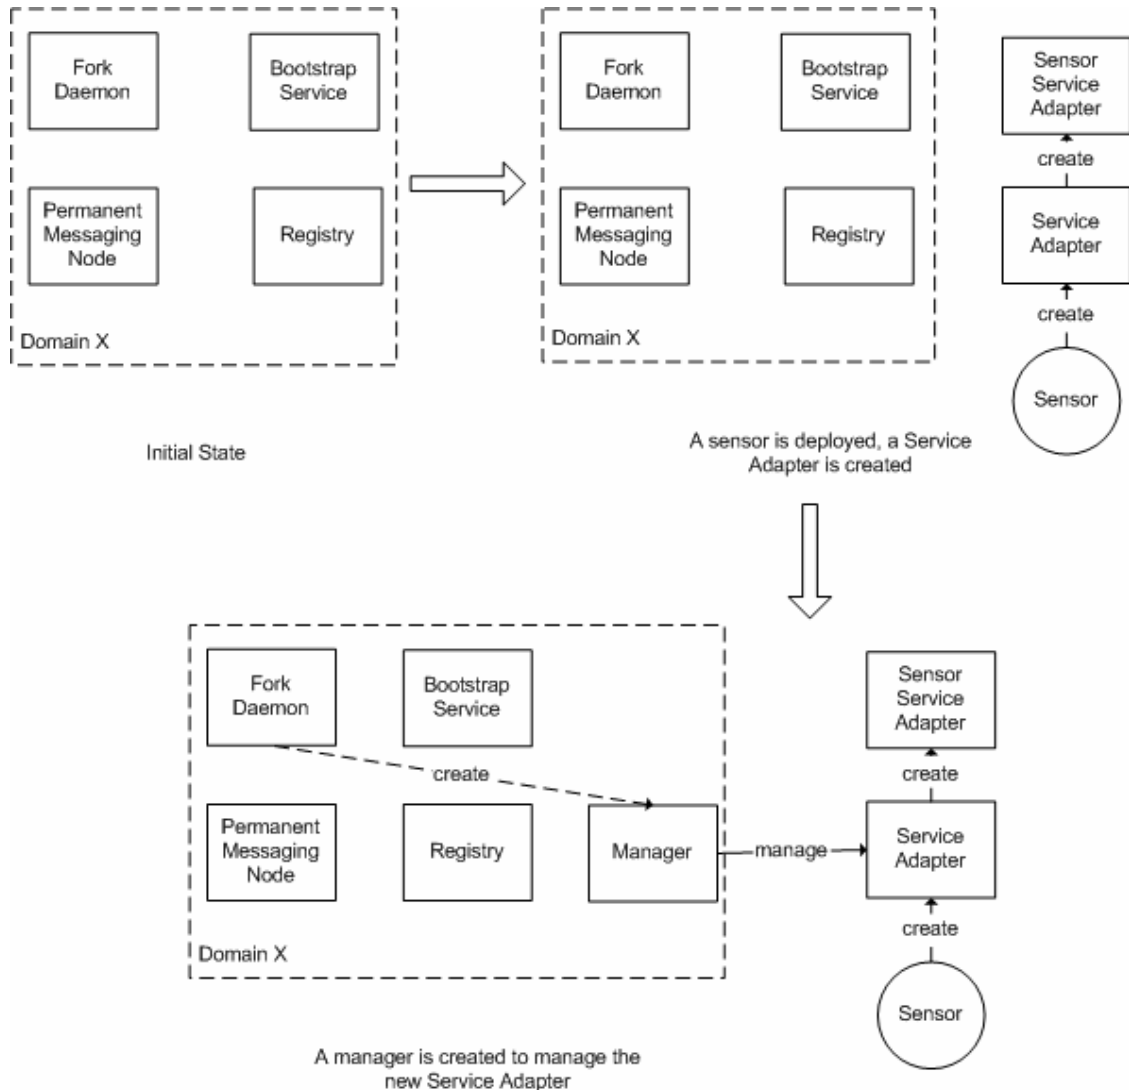 Fork
Daemon
Bootstrap
Service
Permanent
Messaging
Node
Registry
Domain X
Initial State
Fork
Daemon
Bootstrap
Service
Permanent
Messaging
Node
Registry
Domain X
Sensor
Service
Adapter
create
Service
Adapter
create
Sensor
A sensor is deployed, a Service
Adapter is created
Fork
Daemon
Bootstrap
Service
create
Permanent
Messaging
Node
Registry
Manager
Domain X
manage
Sensor
Service
Adapter
create
Service
Adapter
create
Sensor
A manager is created to manage the
new Service Adapter